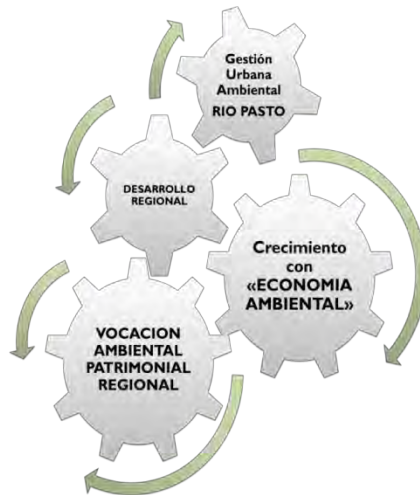 Gestión
Urbana
Ambiental
RIO PASTO
DESARROLLO
REGIONAL
Crecimiento
con
«ECONOMIA
AMBIENTAL»
VOCACION
AMBIENTAL
PATRIMONIAL
REGIONAL